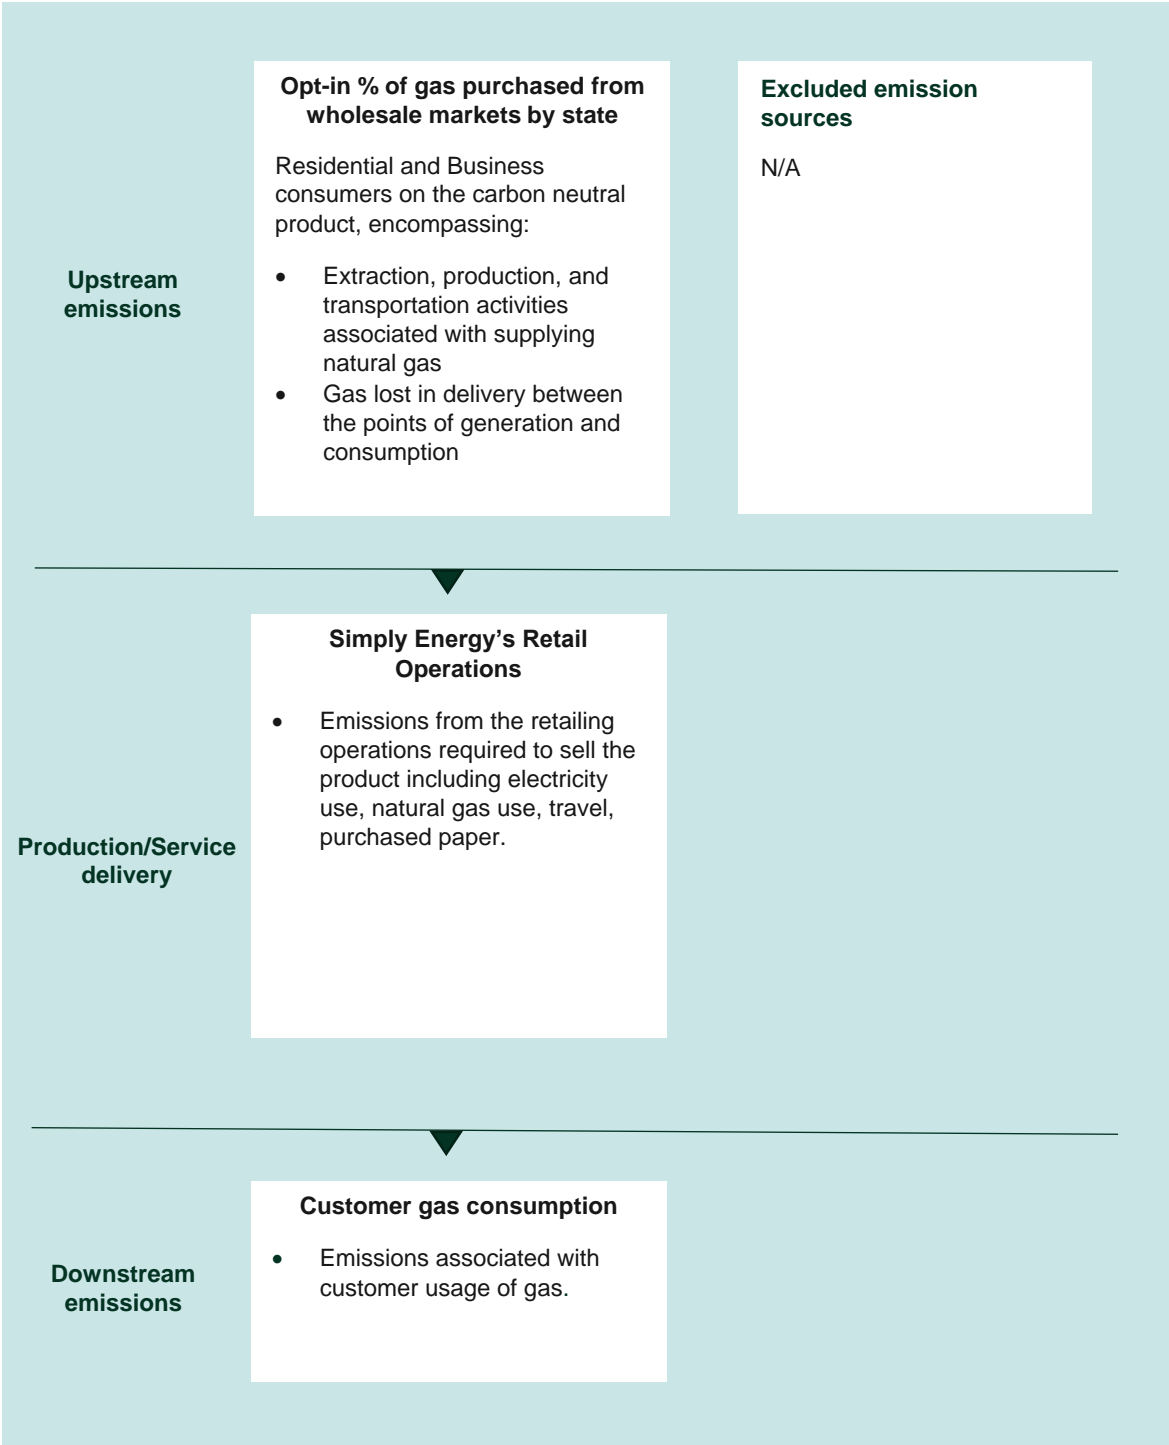 Upstream
emissions
Opt-in % of gas purchased from
wholesale markets by state
Residential and Business
consumers on the carbon neutral
product, encompassing:
• Extraction, production, and
transportation activities
associated with supplying
natural gas
• Gas lost in delivery between
the points of generation and
consumption
Excluded emission
sources
N/A
Production/Service
delivery
Simply Energy’s Retail
Operations
• Emissions from the retailing
operations required to sell the
product including electricity
use, natural gas use, travel,
purchased paper.
Downstream
emissions
Customer gas consumption
• Emissions associated with
customer usage of gas.